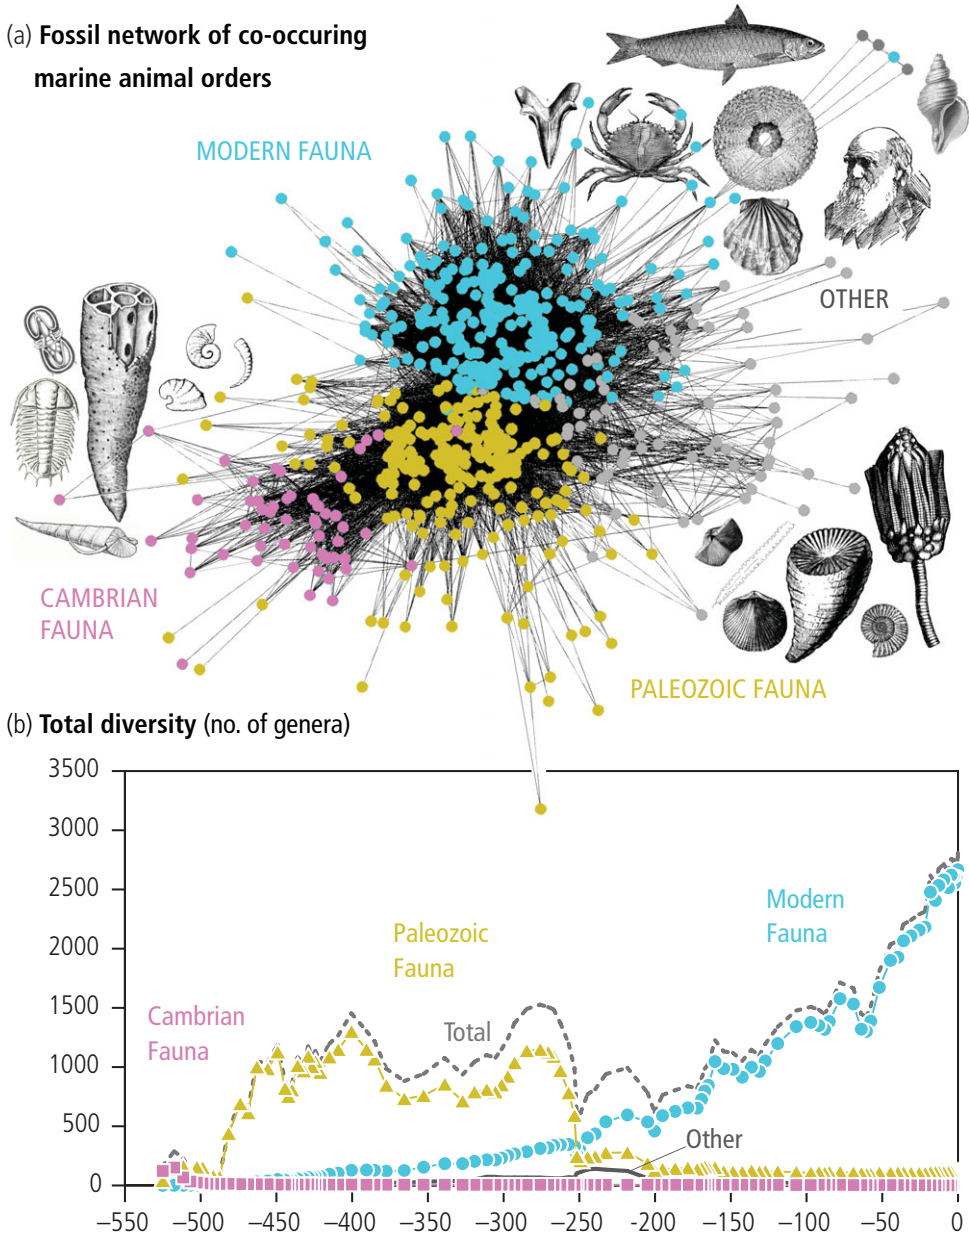 (a) Fossil network of co-occuring
marine animal orders
MODERN FAUNA
OTHER
CAMBRIAN
FAUNA
PALEOZOIC FAUNA
(b) Total diversity (no. of genera)
3500
3000
2500
2000
1500
1000
500
0
Modern
Fauna
Paleozoic
Fauna
Cambrian
Fauna
Total
Other
−550 −500 −450 −400 −350 −300 −250 −200 −150 −100 −50 0